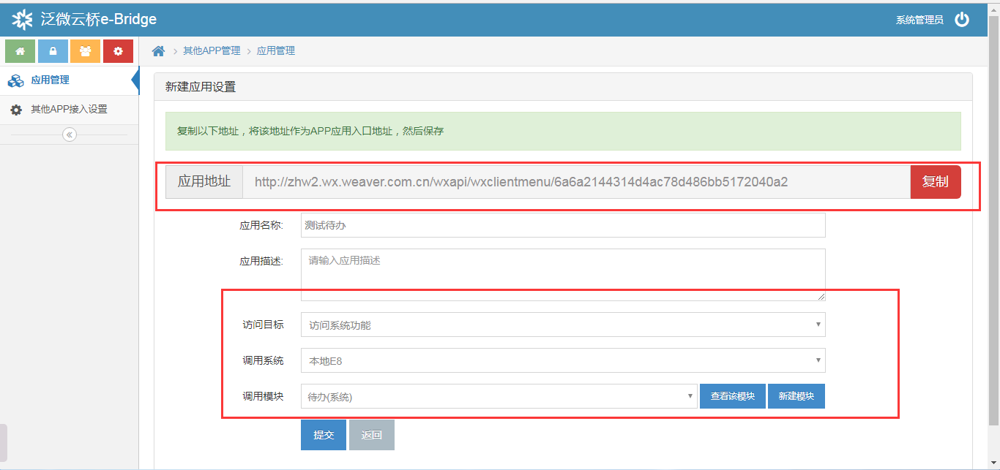 泛微云桥e-Bridge
系统管理员
其他APP管理 应用管理
应用管理
其他APP接入设置
新建应用设置
复制以下地址，将该地址作为APP应用入口地址，然后保存
应用地址 http://zhw2.wx.weaver.com.cn/wxapi/wxclientmenu/6a6a2144314d4ac78d486bb5172040a2 复制
应用名称: 测试待办
应用描述: 请输入应用描述
访问目标 访问系统功能
调用系统 本地E8
调用模块 待办(系统) 查看该模块 新建模块
提交 返回